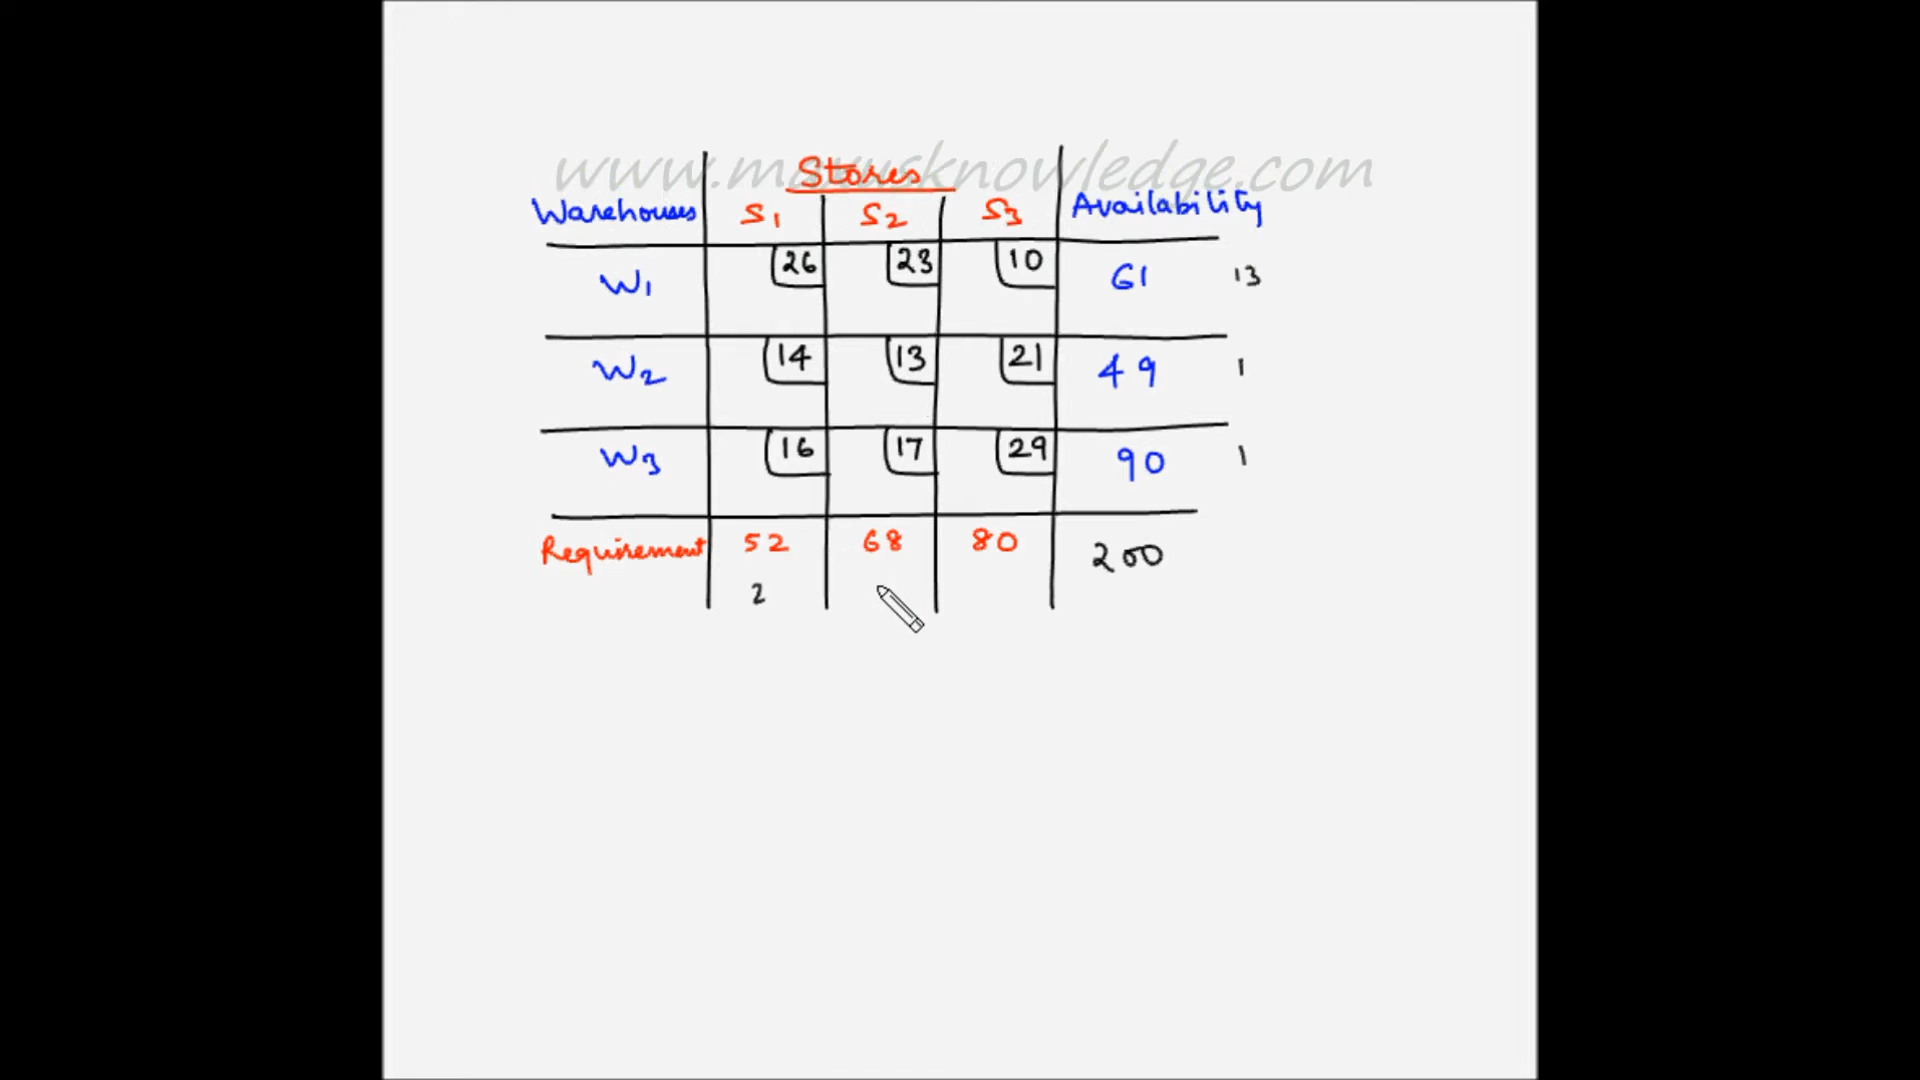 www.mavusknowledge.com
Stores
Warehouses S1 S2 S3 Availability
W1 26 23 10 61 13
W2 14 13 21 49 1
W3 16 17 29 90 1
Requirement 52 68 80 200
2